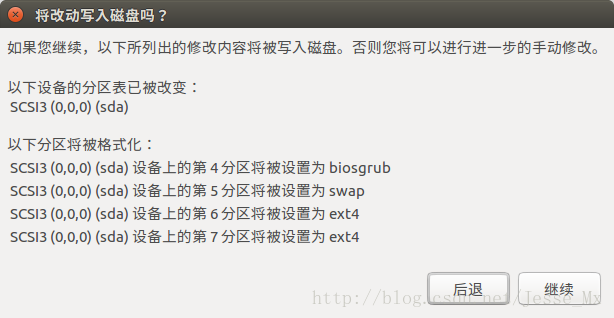 将改动写入磁盘吗？
如果您继续，以下所列出的修改内容将被写入磁盘。否则您将可以进行进一步的手动修改。
以下设备的分区表已被改变：
SCSI3 (0,0,0) (sda)
以下分区将被格式化：
SCSI3 (0,0,0) (sda) 设备上的第 4 分区将被设置为 biosgrub
SCSI3 (0,0,0) (sda) 设备上的第 5 分区将被设置为 swap
SCSI3 (0,0,0) (sda) 设备上的第 6 分区将被设置为 ext4
SCSI3 (0,0,0) (sda) 设备上的第 7 分区将被设置为 ext4
后退 继续
http://blog.csdn.net/Jesse_Mx